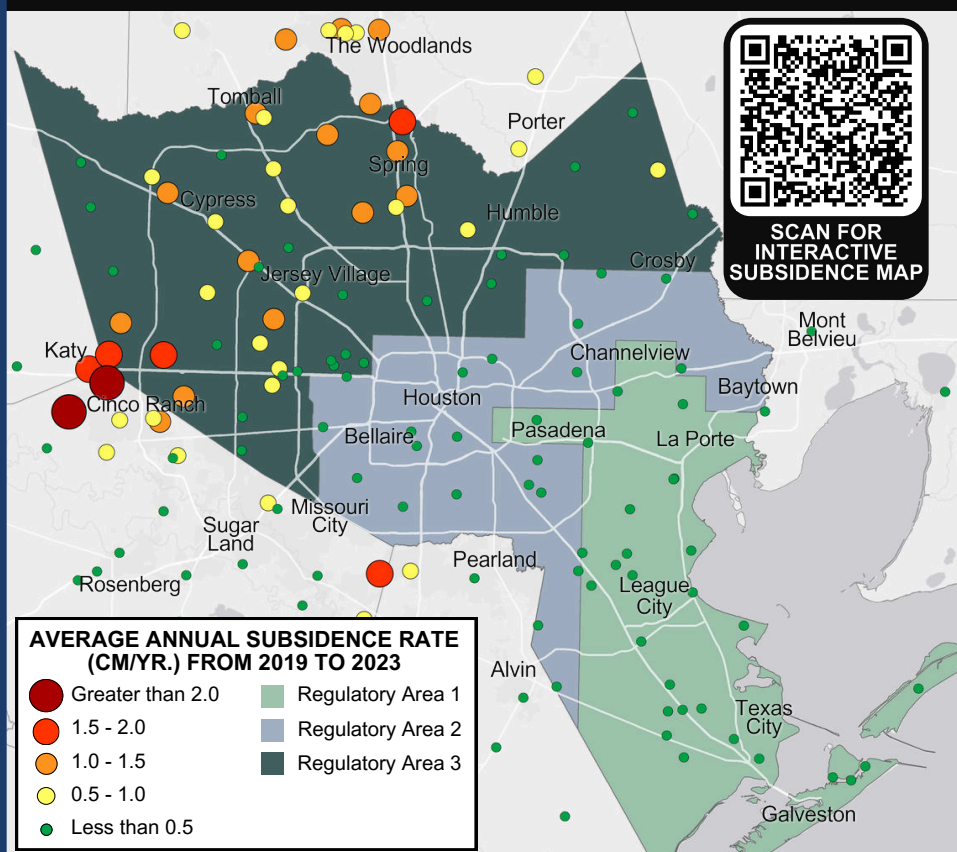 The Woodlands
Tomball
Porter
Spring
Cypress
Humble
Crosby
Jersey Village
SCAN FOR
INTERACTIVE
SUBSIDENCE MAP
Mont
Belvieu
Katy
Channelview
Baytown
Houston
Cinco Ranch
Bellaire
Pasadena
La Porte
Missouri
City
Sugar
Land
Pearland
Rosenberg
League
City
Alvin
Texas
City
Galveston
AVERAGE ANNUAL SUBSIDENCE RATE
(CM/YR.) FROM 2019 TO 2023
Greater than 2.0
1.5 - 2.0
1.0 - 1.5
0.5 - 1.0
Less than 0.5
Regulatory Area 1
Regulatory Area 2
Regulatory Area 3